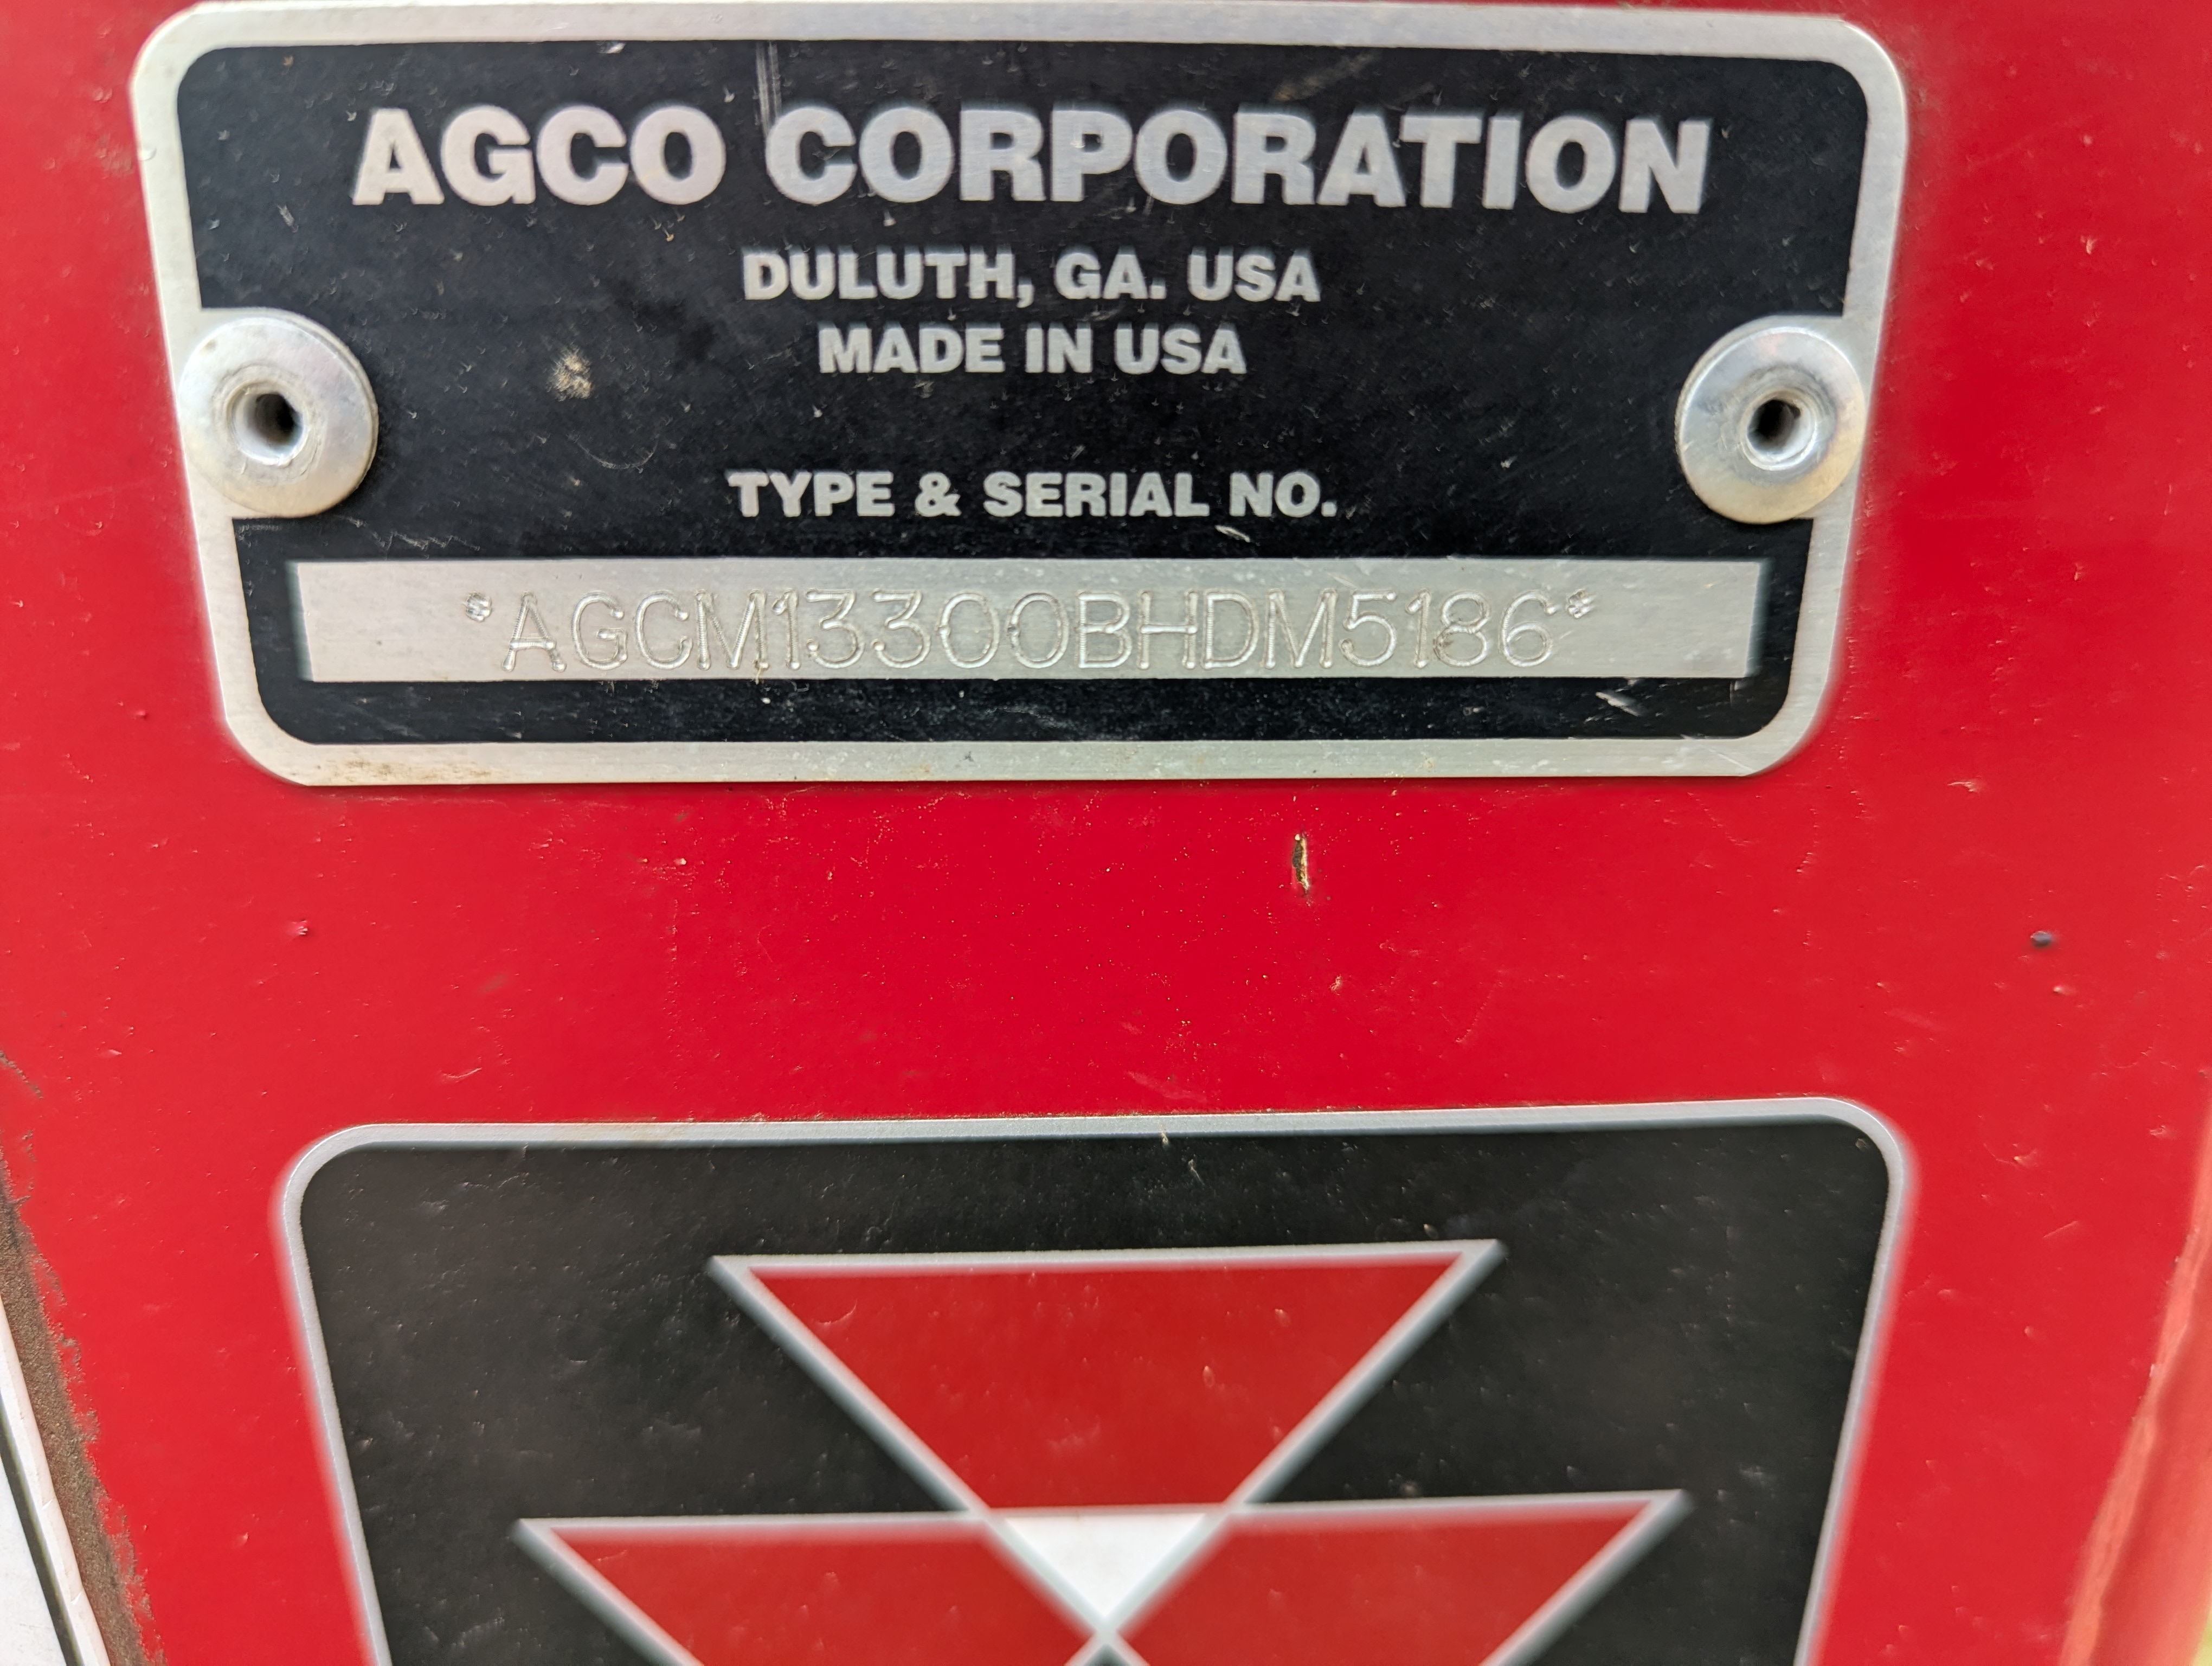 AGCO CORPORATION
DULUTH, GA. USA
MADE IN USA
TYPE & SERIAL NO.
*AGCM13300BHDM5186*